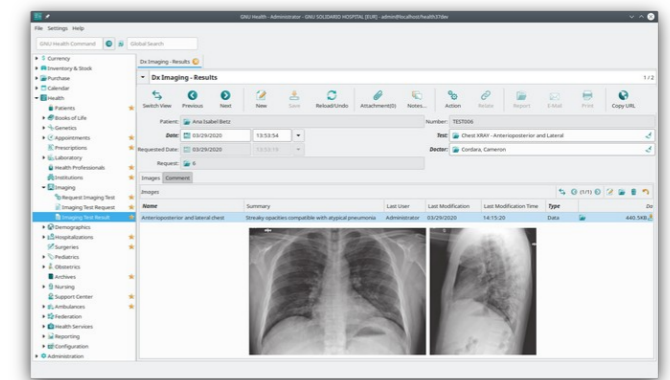 GNU Health - Administrator - GNU SOLIDARIO HOSPITAL [EUR] - admin@localhost/health37dev
File Settings Help
GNU Health Command
Global Search
Currency
Inventory & Stock
Purchase
Calendar
Health
Patients
Books of Life
Genetics
Appointments
Prescriptions
Laboratory
Health Professionals
Institutions
Imaging
Request Imaging Test
Imaging Test Request
Imaging Test Result
Demographics
Hospitalizations
Surgeries
Pediatrics
Obstetrics
Archives
Nursing
Support Center
Ambulances
Federation
Health Services
Reporting
Configuration
Administration
Dx Imaging - Results
Dx Imaging - Results 1/2
Switch View Previous Next New Save Reload/Undo Attachment(0) Notes... Action Relate Report E-Mail Print Copy URL
Patient: Ana Isabel Betz Number: TEST006
Date: 03/29/2020 13:53:54 Test: Chest XRAY - Anteroposterior and Lateral
Requested Date: 03/29/2020 Doctor: Cordara, Cameron
Request: 6
Images Comment
Images (1/1)
Name Summary Last User Last Modification Last Modification Time Type
Anteroposterior and lateral chest Streaky opacities compatible with atypical pneumonia Administrator 03/29/2020 14:15:20 Data 440.5KB